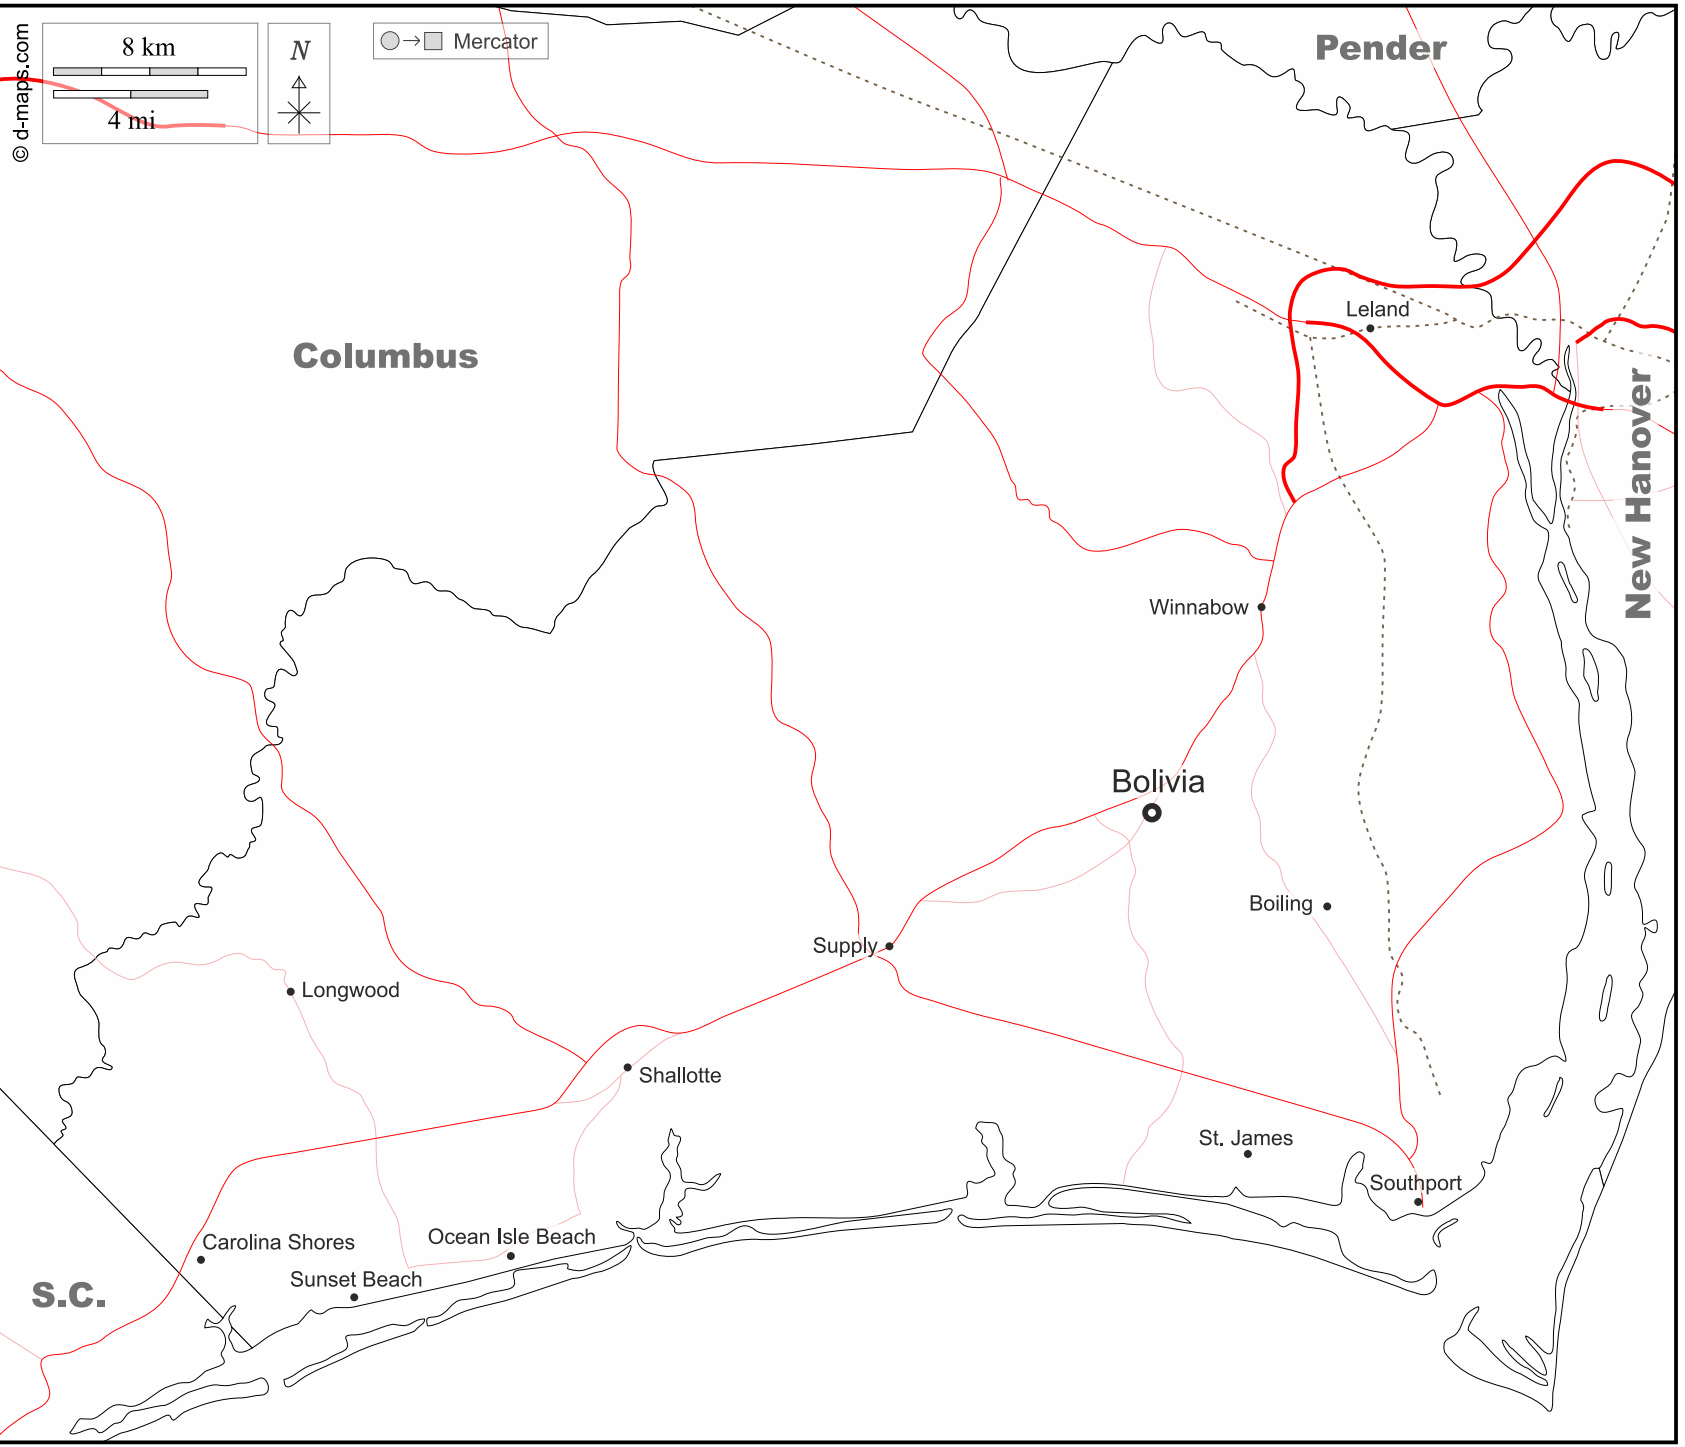 © d-maps.com
8 km
4 mi
N
Mercator
Pender
Columbus
Leland
New Hanover
Winnabow
Bolivia
Boiling
Supply
Longwood
Shallotte
St. James
Southport
Carolina Shores
Ocean Isle Beach
Sunset Beach
S.C.